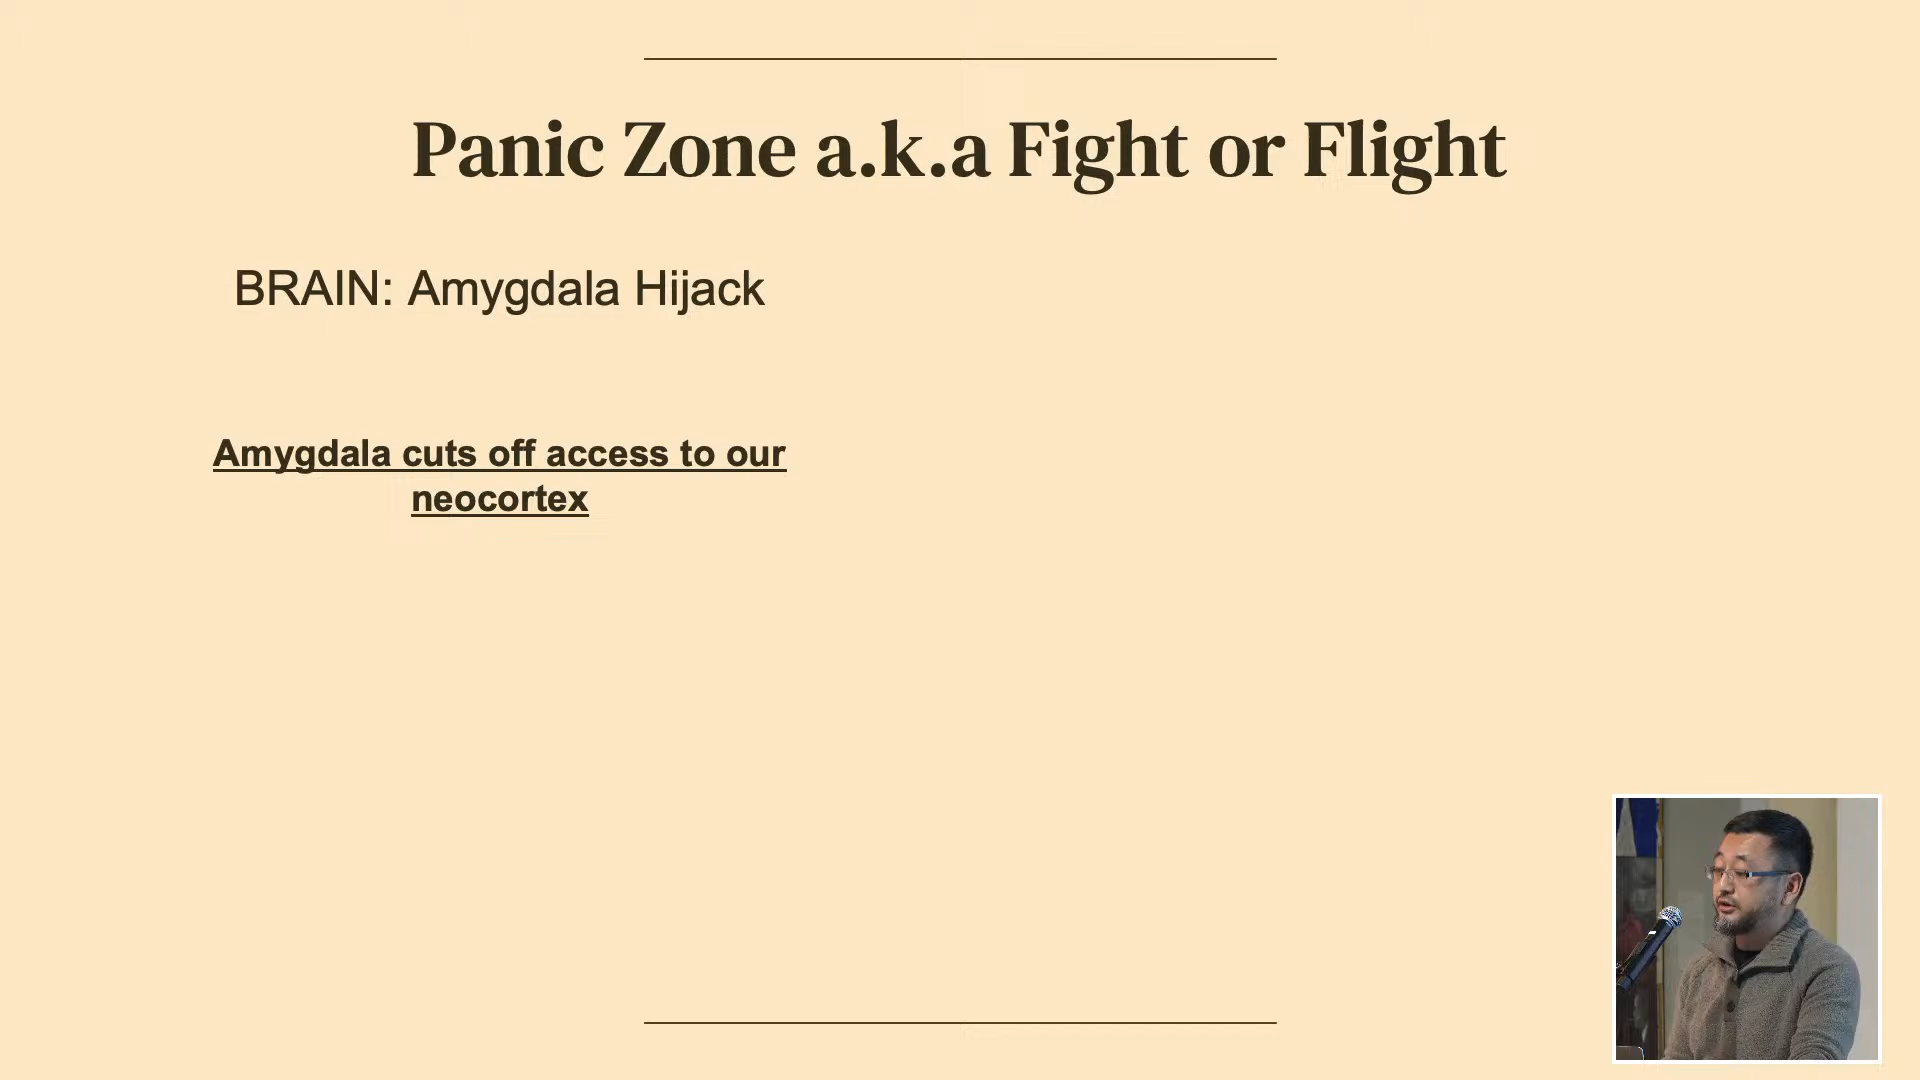 Panic Zone a.k.a Fight or Flight
BRAIN: Amygdala Hijack
Amygdala cuts off access to our
neocortex